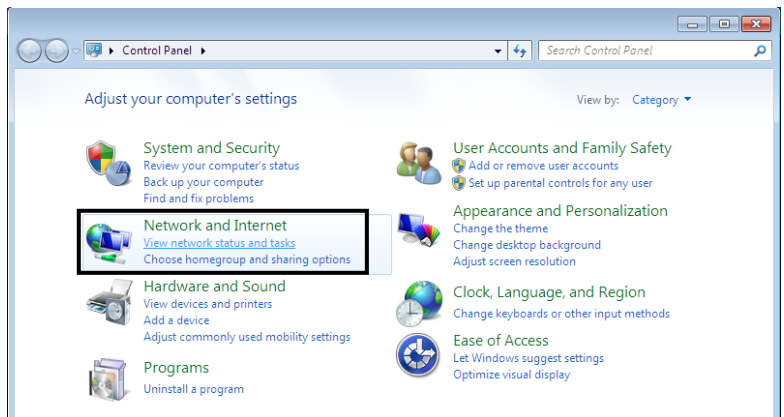 Control Panel
Search Control Panel
Adjust your computer's settings
View by: Category
System and Security
Review your computer's status
Back up your computer
Find and fix problems
Network and Internet
View network status and tasks
Choose homegroup and sharing options
Hardware and Sound
View devices and printers
Add a device
Adjust commonly used mobility settings
Programs
Uninstall a program
User Accounts and Family Safety
Add or remove user accounts
Set up parental controls for any user
Appearance and Personalization
Change the theme
Change desktop background
Adjust screen resolution
Clock, Language, and Region
Change keyboards or other input methods
Ease of Access
Let Windows suggest settings
Optimize visual display